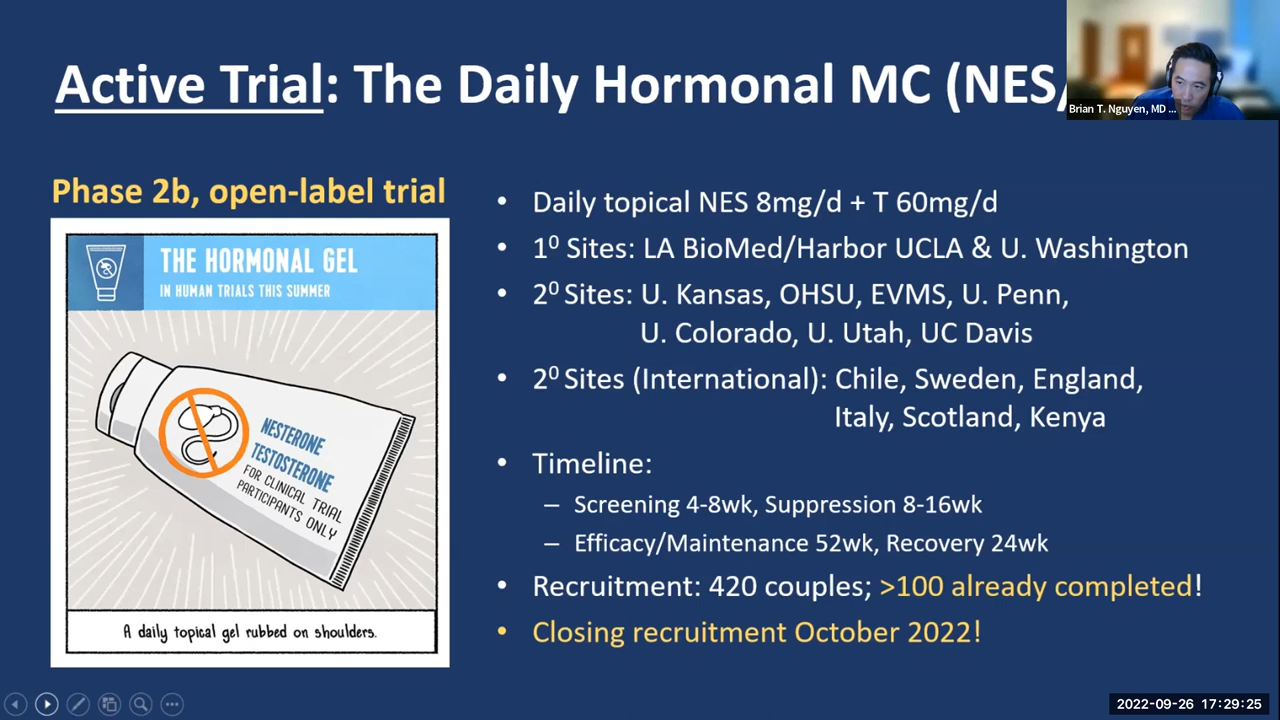 Active Trial: The Daily Hormonal MC (NES/
Brian T. Nguyen, MD ...
Phase 2b, open-label trial
THE HORMONAL GEL
IN HUMAN TRIALS THIS SUMMER
NESTERONE
TESTOSTERONE
FOR CLINICAL TRIAL
PARTICIPANTS ONLY
A daily topical gel rubbed on shoulders.
• Daily topical NES 8mg/d + T 60mg/d
• 1⁰ Sites: LA BioMed/Harbor UCLA & U. Washington
• 2⁰ Sites: U. Kansas, OHSU, EVMS, U. Penn,
U. Colorado, U. Utah, UC Davis
• 2⁰ Sites (International): Chile, Sweden, England,
Italy, Scotland, Kenya
• Timeline:
– Screening 4-8wk, Suppression 8-16wk
– Efficacy/Maintenance 52wk, Recovery 24wk
• Recruitment: 420 couples; >100 already completed!
• Closing recruitment October 2022!
2022-09-26 17:29:25